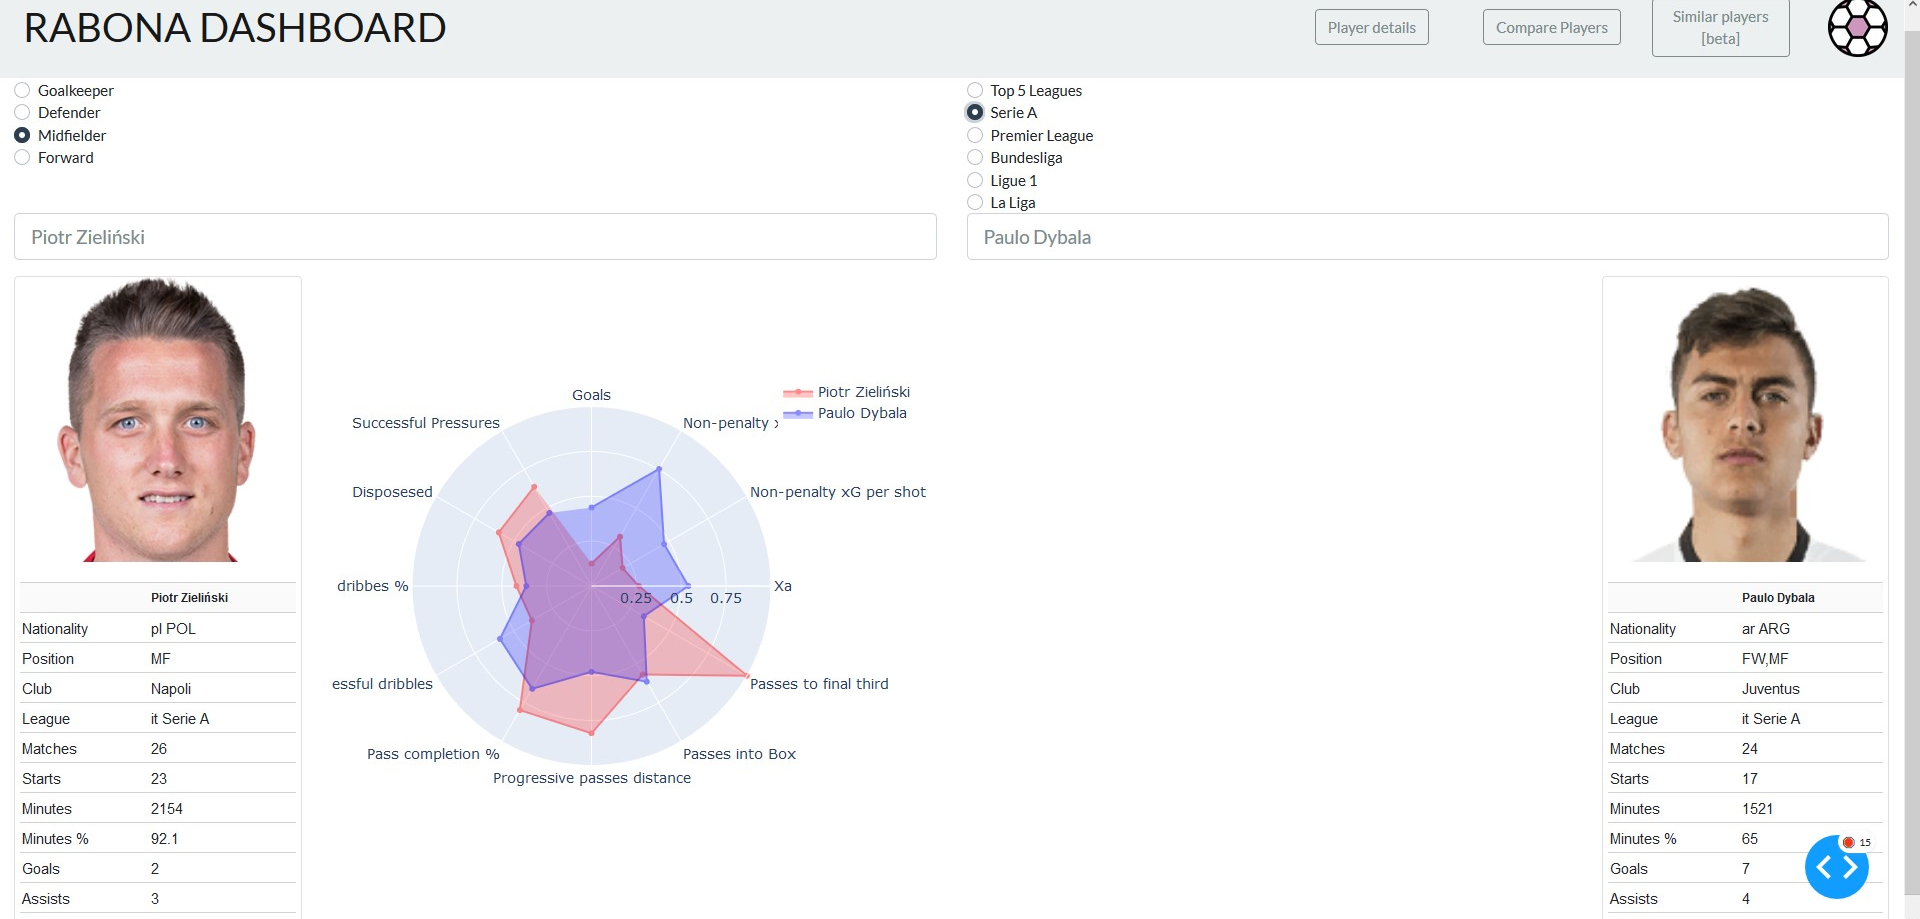 RABONA DASHBOARD
Player details
Compare Players
Similar players
[beta]
Goalkeeper
Defender
Midfielder
Forward
Top 5 Leagues
Serie A
Premier League
Bundesliga
Ligue 1
La Liga
Piotr Zieliński
Paulo Dybala
Piotr Zieliński
Nationality pl POL
Position MF
Club Napoli
League it Serie A
Matches 26
Starts 23
Minutes 2154
Minutes % 92.1
Goals 2
Assists 3
Piotr Zieliński
Paulo Dybala
Goals
Non-penalty
Non-penalty xG per shot
Xa
Passes to final third
Passes into Box
Progressive passes distance
Pass completion %
essful dribbles
dribbes %
Disposesed
Successful Pressures
0.25 0.5 0.75
Paulo Dybala
Nationality ar ARG
Position FW,MF
Club Juventus
League it Serie A
Matches 24
Starts 17
Minutes 1521
Minutes % 65
Goals 7
Assists 4
15